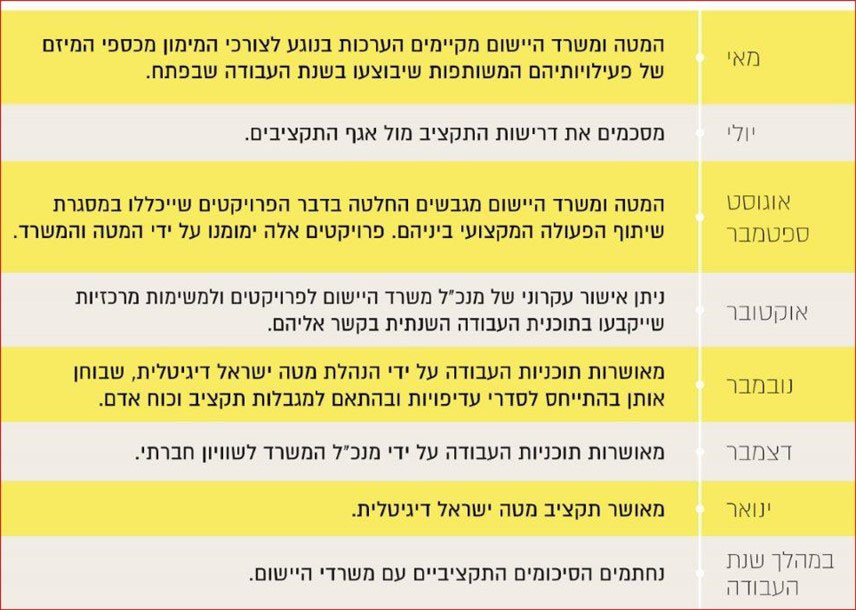 מאי
המטה ומשרד היישום מקיימים הערכות בנוגע לצורכי המימון מכספי המיזם
של פעילויותיהם המשותפות שיבוצעו בשנת העבודה שבפתח.
יולי
מסכמים את דרישות התקציב מול אגף התקציבים.
אוגוסט
ספטמבר
המטה ומשרד היישום מגבשים החלטה בדבר הפרויקטים שייכללו במסגרת
שיתוף הפעולה המקצועי ביניהם. פרויקטים אלה ימומנו על ידי המטה והמשרד.
אוקטובר
ניתן אישור עקרוני של מנכ"ל משרד היישום לפרויקטים ולמשימות מרכזיות
שייקבעו בתוכנית העבודה השנתית בקשר אליהם.
נובמבר
מאושרות תוכניות העבודה על ידי הנהלת מטה ישראל דיגיטלית, שבוחן
אותן בהתייחס לסדרי עדיפויות ובהתאם למגבלות תקציב וכוח אדם.
דצמבר
מאושרות תוכניות העבודה על ידי מנכ"ל המשרד לשוויון חברתי.
ינואר
מאושר תקציב מטה ישראל דיגיטלית.
במהלך שנת
העבודה
נחתמים הסיכומים התקציביים עם משרדי היישום.